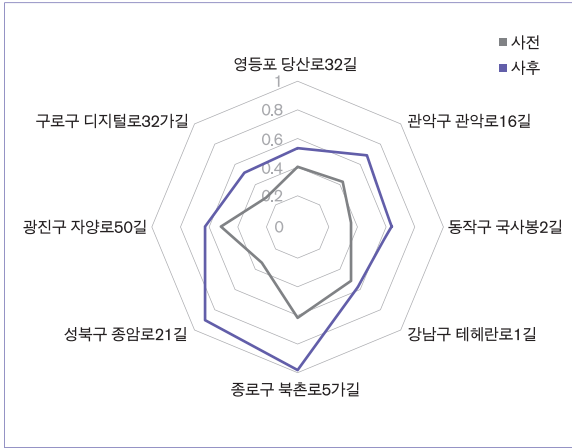 사전
사후
영등포 당산로32길
관악구 관악로16길
동작구 국사봉2길
강남구 테헤란로1길
종로구 북촌로5가길
성북구 종암로21길
광진구 자양로50길
구로구 디지털로32가길
1
0.8
0.6
0.4
0.2
0